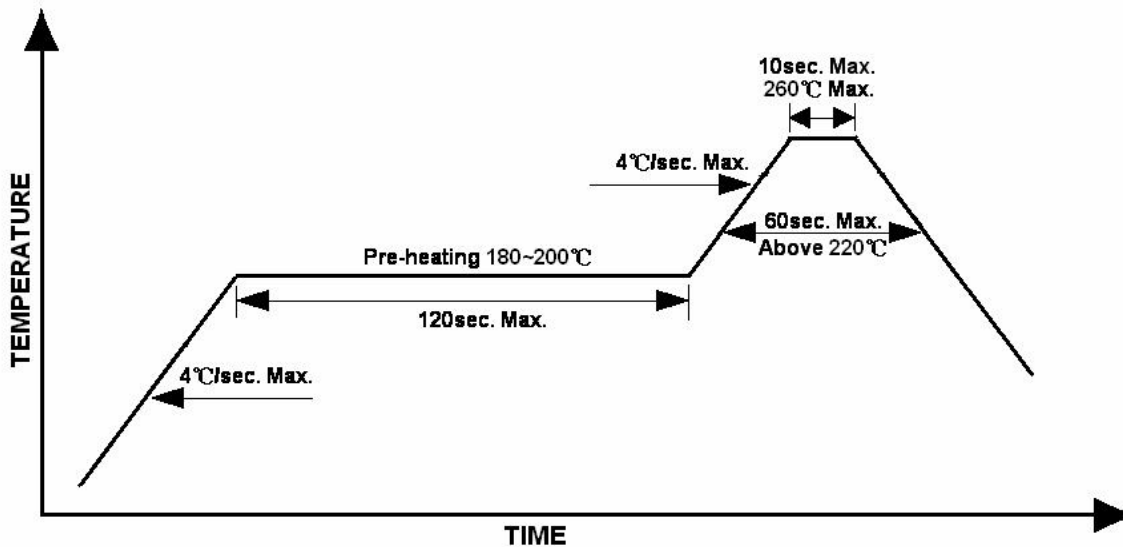 10sec. Max.
260℃ Max.
4℃/sec. Max.
60sec. Max.
Above 220℃
Pre-heating 180~200℃
120sec. Max.
4℃/sec. Max.
TEMPERATURE
TIME